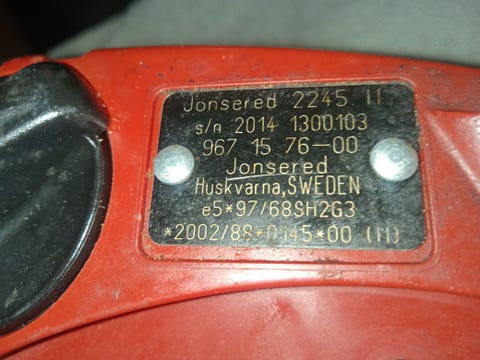 Jonsered 2245 II
s/n 2014 1300103
967 15 76-00
Jonsered
Huskvarna, SWEDEN
e5*97/68SH2G3
*2002/88*0145*00 (II)